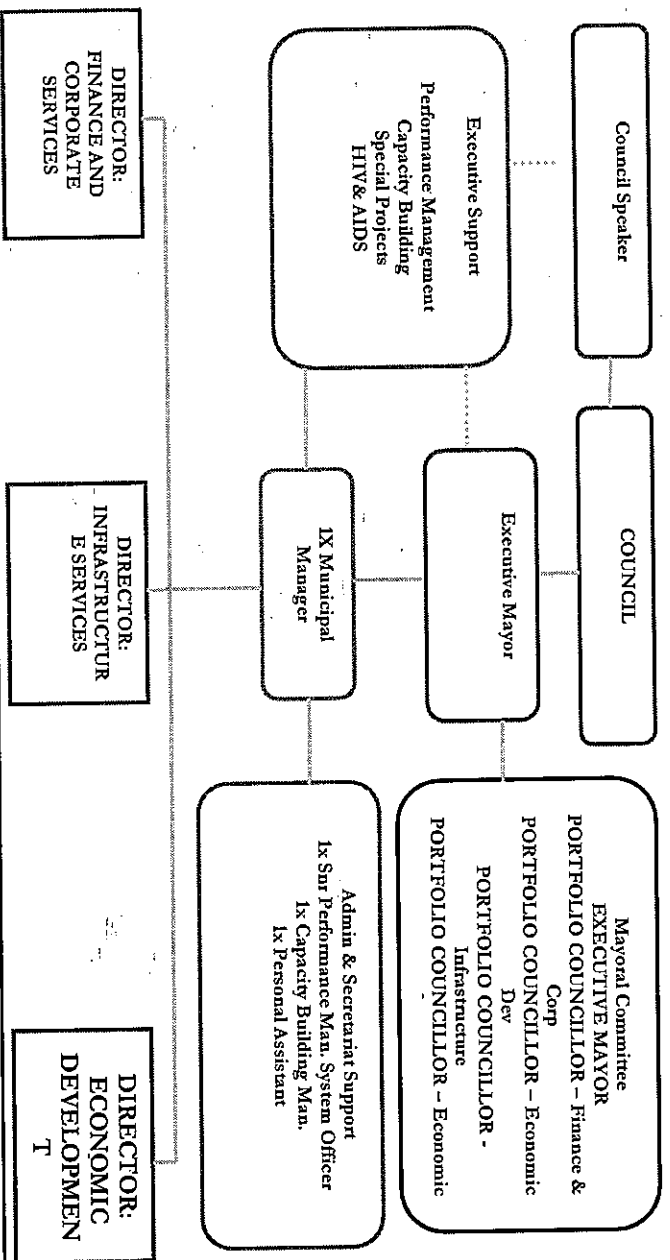 Council Speaker
COUNCIL
Executive Support
Performance Management
Capacity Building
Special Projects
HIV& AIDS
Executive Mayor
Mayoral Committee
EXECUTIVE MAYOR
PORTFOLIO COUNCILLOR – Finance &
Corp
PORTFOLIO COUNCILLOR – Economic
Dev
PORTFOLIO COUNCILLOR -
Infrastructure
PORTFOLIO COUNCILLOR – Economic
1X Municipal
Manager
Admin & Secretariat Support
1x Snr Performance Man. System Officer
1x Capacity Building Man.
1x Personal Assistant
DIRECTOR:
FINANCE AND
CORPORATE
SERVICES
DIRECTOR:
INFRASTRUCTUR
E SERVICES
DIRECTOR:
ECONOMIC
DEVELOPMEN
T